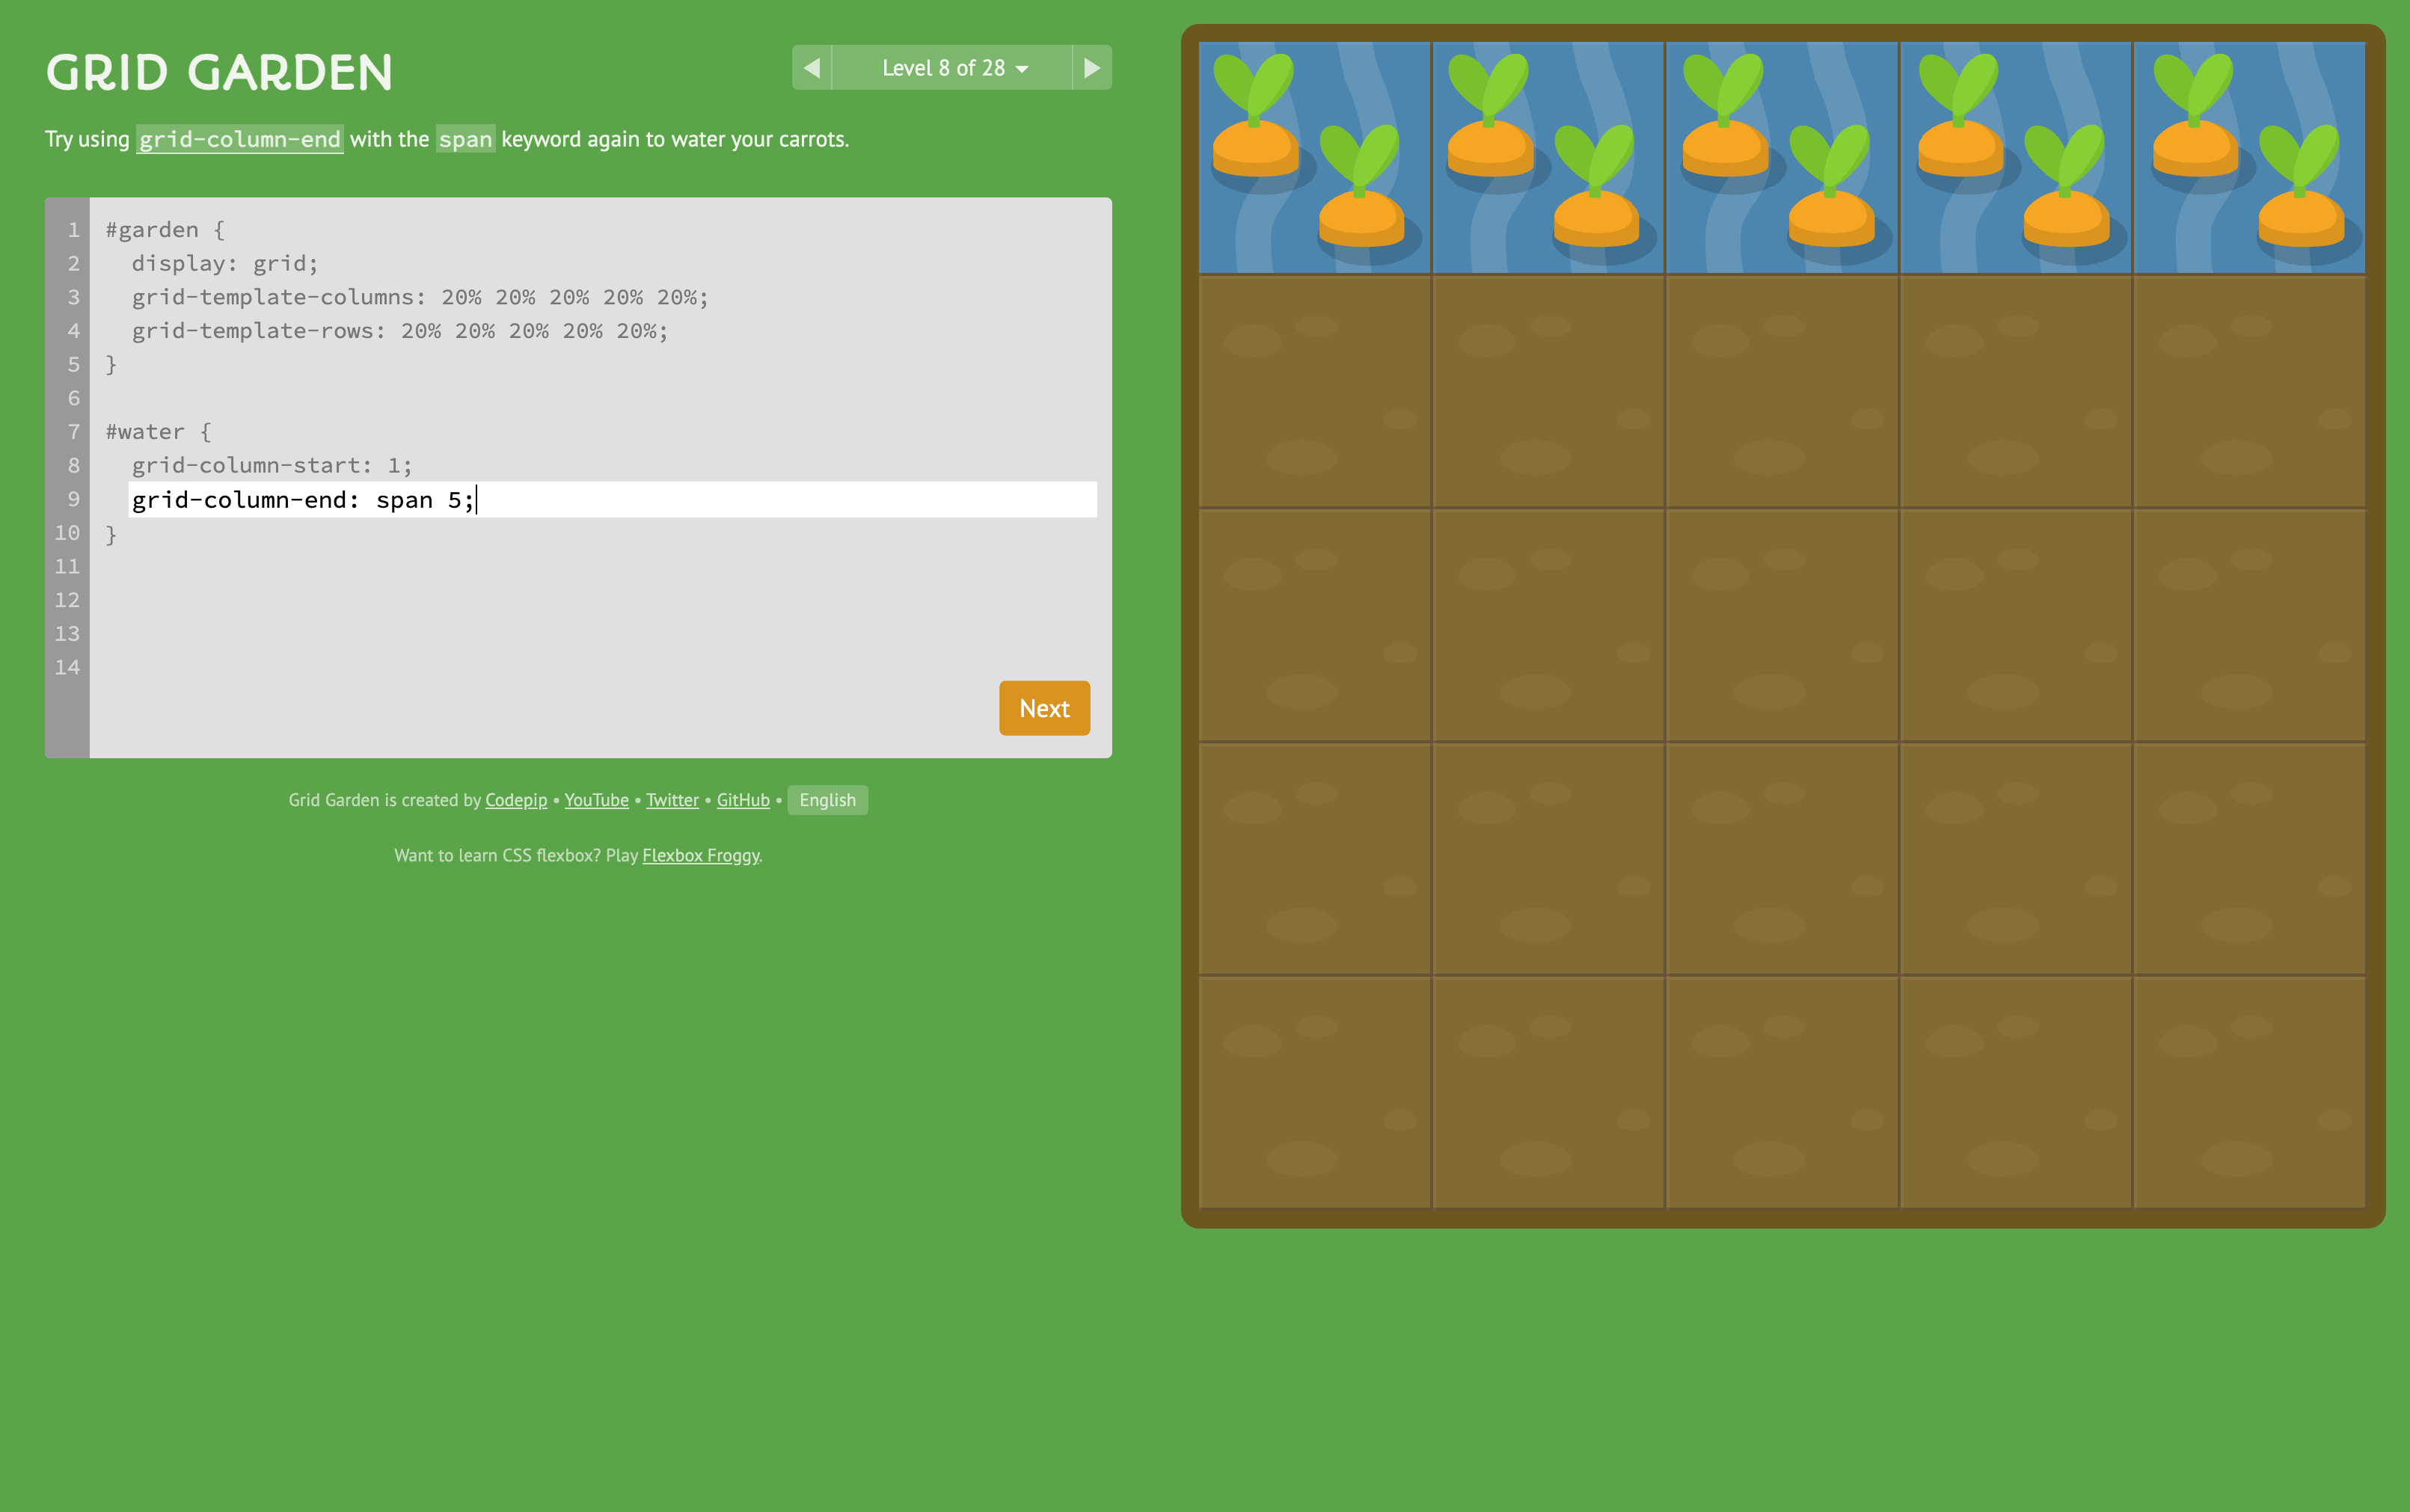 GRID GARDEN
Level 8 of 28
Try using grid-column-end with the span keyword again to water your carrots.
1 #garden {
2   display: grid;
3   grid-template-columns: 20% 20% 20% 20% 20%;
4   grid-template-rows: 20% 20% 20% 20% 20%;
5 }
6
7 #water {
8   grid-column-start: 1;
9   grid-column-end: span 5;
10 }
11
12
13
14
Next
Grid Garden is created by Codepip • YouTube • Twitter • GitHub • English
Want to learn CSS flexbox? Play Flexbox Froggy.